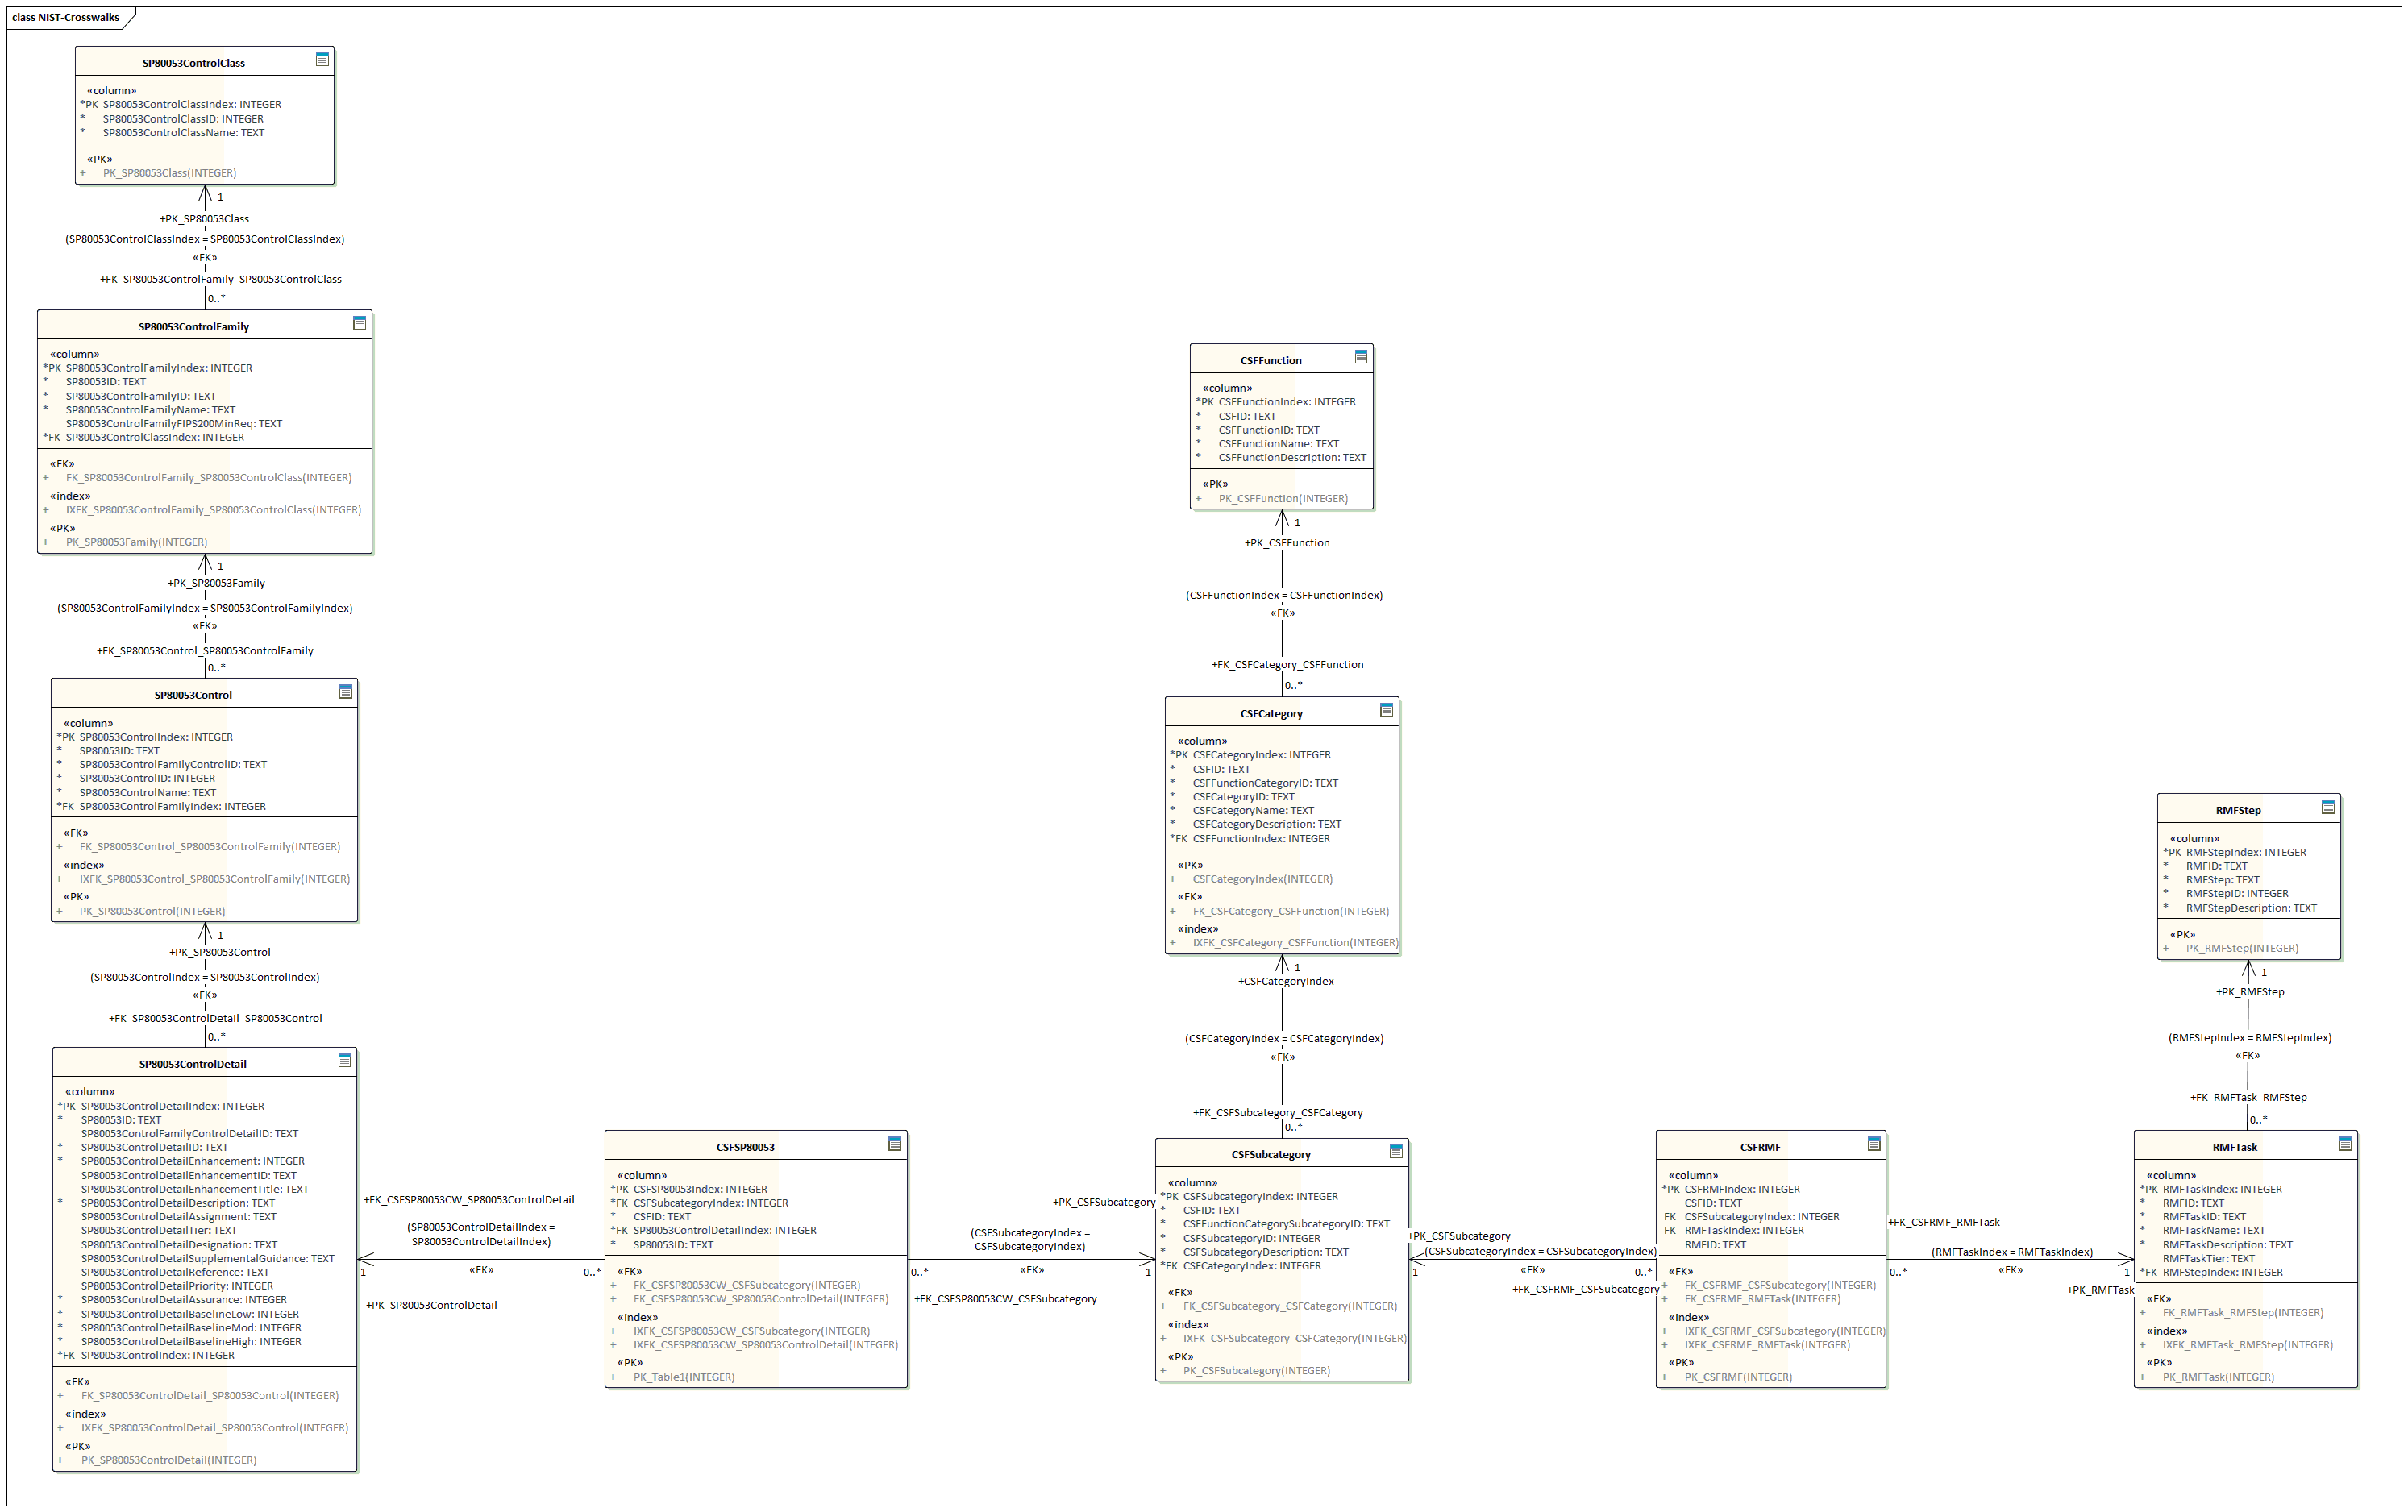 class NIST-Crosswalks
SP80053ControlClass
«column»
*PK SP80053ControlClassIndex: INTEGER
* SP80053ControlClassID: INTEGER
* SP80053ControlClassName: TEXT
«PK»
+ PK_SP80053Class(INTEGER)
1
+PK_SP80053Class
(SP80053ControlClassIndex = SP80053ControlClassIndex)
«FK»
+FK_SP80053ControlFamily_SP80053ControlClass
0..*
SP80053ControlFamily
«column»
*PK SP80053ControlFamilyIndex: INTEGER
* SP80053ID: TEXT
* SP80053ControlFamilyID: TEXT
* SP80053ControlFamilyName: TEXT
SP80053ControlFamilyFIPS200MinReq: TEXT
*FK SP80053ControlClassIndex: INTEGER
«FK»
+ FK_SP80053ControlFamily_SP80053ControlClass(INTEGER)
«index»
+ IXFK_SP80053ControlFamily_SP80053ControlClass(INTEGER)
«PK»
+ PK_SP80053Family(INTEGER)
1
+PK_SP80053Family
(SP80053ControlFamilyIndex = SP80053ControlFamilyIndex)
«FK»
+FK_SP80053Control_SP80053ControlFamily
0..*
SP80053Control
«column»
*PK SP80053ControlIndex: INTEGER
* SP80053ID: TEXT
* SP80053ControlFamilyControlID: TEXT
* SP80053ControlID: INTEGER
* SP80053ControlName: TEXT
*FK SP80053ControlFamilyIndex: INTEGER
«FK»
+ FK_SP80053Control_SP80053ControlFamily(INTEGER)
«index»
+ IXFK_SP80053Control_SP80053ControlFamily(INTEGER)
«PK»
+ PK_SP80053Control(INTEGER)
1
+PK_SP80053Control
(SP80053ControlIndex = SP80053ControlIndex)
«FK»
+FK_SP80053ControlDetail_SP80053Control
0..*
SP80053ControlDetail
«column»
*PK SP80053ControlDetailIndex: INTEGER
* SP80053ID: TEXT
SP80053ControlFamilyControlDetailID: TEXT
* SP80053ControlDetailID: TEXT
* SP80053ControlDetailEnhancement: INTEGER
SP80053ControlDetailEnhancementID: TEXT
SP80053ControlDetailEnhancementTitle: TEXT
* SP80053ControlDetailDescription: TEXT
SP80053ControlDetailAssignment: TEXT
SP80053ControlDetailTier: TEXT
SP80053ControlDetailDesignation: TEXT
SP80053ControlDetailSupplementalGuidance: TEXT
SP80053ControlDetailReference: TEXT
SP80053ControlDetailPriority: INTEGER
* SP80053ControlDetailAssurance: INTEGER
* SP80053ControlDetailBaselineLow: INTEGER
* SP80053ControlDetailBaselineMod: INTEGER
* SP80053ControlDetailBaselineHigh: INTEGER
*FK SP80053ControlIndex: INTEGER
«FK»
+ FK_SP80053ControlDetail_SP80053Control(INTEGER)
«index»
+ IXFK_SP80053ControlDetail_SP80053Control(INTEGER)
«PK»
+ PK_SP80053ControlDetail(INTEGER)
+FK_CSFSP80053CW_SP80053ControlDetail
(SP80053ControlDetailIndex =
SP80053ControlDetailIndex)
1
«FK»
0..*
+PK_SP80053ControlDetail
CSFSP80053
«column»
*PK CSFSP80053Index: INTEGER
*FK CSFSubcategoryIndex: INTEGER
* CSFID: TEXT
*FK SP80053ControlDetailIndex: INTEGER
* SP80053ID: TEXT
«FK»
+ FK_CSFSP80053CW_CSFSubcategory(INTEGER)
+ FK_CSFSP80053CW_SP80053ControlDetail(INTEGER)
«index»
+ IXFK_CSFSP80053CW_CSFSubcategory(INTEGER)
+ IXFK_CSFSP80053CW_SP80053ControlDetail(INTEGER)
«PK»
+ PK_Table1(INTEGER)
+PK_CSFSubcategory
(CSFSubcategoryIndex =
CSFSubcategoryIndex)
0..*
«FK»
1
+FK_CSFSP80053CW_CSFSubcategory
CSFFunction
«column»
*PK CSFFunctionIndex: INTEGER
* CSFID: TEXT
* CSFFunctionID: TEXT
* CSFFunctionName: TEXT
* CSFFunctionDescription: TEXT
«PK»
+ PK_CSFFunction(INTEGER)
1
+PK_CSFFunction
(CSFFunctionIndex = CSFFunctionIndex)
«FK»
+FK_CSFCategory_CSFFunction
0..*
CSFCategory
«column»
*PK CSFCategoryIndex: INTEGER
* CSFID: TEXT
* CSFFunctionCategoryID: TEXT
* CSFCategoryID: TEXT
* CSFCategoryName: TEXT
* CSFCategoryDescription: TEXT
*FK CSFFunctionIndex: INTEGER
«PK»
+ CSFCategoryIndex(INTEGER)
«FK»
+ FK_CSFCategory_CSFFunction(INTEGER)
«index»
+ IXFK_CSFCategory_CSFFunction(INTEGER)
1
+CSFCategoryIndex
(CSFCategoryIndex = CSFCategoryIndex)
«FK»
+FK_CSFSubcategory_CSFCategory
0..*
CSFSubcategory
«column»
*PK CSFSubcategoryIndex: INTEGER
* CSFID: TEXT
* CSFFunctionCategorySubcategoryID: TEXT
* CSFSubcategoryID: INTEGER
* CSFSubcategoryDescription: TEXT
*FK CSFCategoryIndex: INTEGER
«FK»
+ FK_CSFSubcategory_CSFCategory(INTEGER)
«index»
+ IXFK_CSFSubcategory_CSFCategory(INTEGER)
«PK»
+ PK_CSFSubcategory(INTEGER)
+PK_CSFSubcategory
(CSFSubcategoryIndex = CSFSubcategoryIndex)
1
«FK»
0..*
+FK_CSFRMF_CSFSubcategory
CSFRMF
«column»
*PK CSFRMFIndex: INTEGER
CSFID: TEXT
FK CSFSubcategoryIndex: INTEGER
FK RMFTaskIndex: INTEGER
RMFID: TEXT
«FK»
+ FK_CSFRMF_CSFSubcategory(INTEGER)
+ FK_CSFRMF_RMFTask(INTEGER)
«index»
+ IXFK_CSFRMF_CSFSubcategory(INTEGER)
+ IXFK_CSFRMF_RMFTask(INTEGER)
«PK»
+ PK_CSFRMF(INTEGER)
+FK_CSFRMF_RMFTask
(RMFTaskIndex = RMFTaskIndex)
0..*
«FK»
1
+PK_RMFTask
RMFStep
«column»
*PK RMFStepIndex: INTEGER
* RMFID: TEXT
* RMFStep: TEXT
* RMFStepID: INTEGER
* RMFStepDescription: TEXT
«PK»
+ PK_RMFStep(INTEGER)
1
+PK_RMFStep
(RMFStepIndex = RMFStepIndex)
«FK»
+FK_RMFTask_RMFStep
0..*
RMFTask
«column»
*PK RMFTaskIndex: INTEGER
* RMFID: TEXT
* RMFTaskID: TEXT
* RMFTaskName: TEXT
* RMFTaskDescription: TEXT
RMFTaskTier: TEXT
*FK RMFStepIndex: INTEGER
«FK»
+ FK_RMFTask_RMFStep(INTEGER)
«index»
+ IXFK_RMFTask_RMFStep(INTEGER)
«PK»
+ PK_RMFTask(INTEGER)